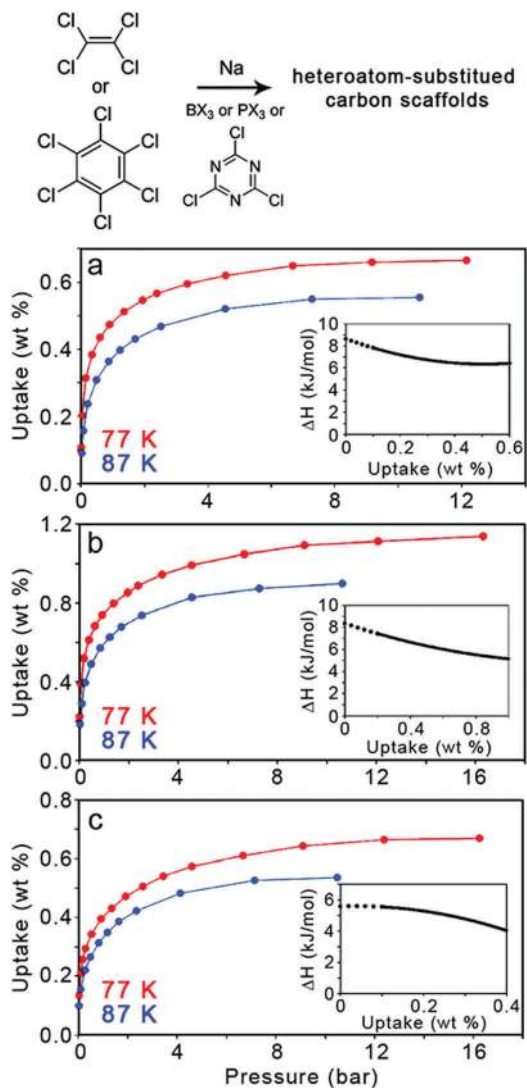 Cl Cl
Cl Cl
or
Na
BX3 or PX3 or
heteroatom-substitued
carbon scaffolds
Cl
Cl Cl
Cl Cl
Cl
Cl
N N
Cl N Cl
a
Uptake (wt %)
0.6
0.4
0.2
0.0
77 K
87 K
0 4 8 12
ΔH (kJ/mol)
10
8
6
4
2
0
0 0.2 0.4 0.6
Uptake (wt %)
b
Uptake (wt %)
1.2
0.8
0.4
0.0
77 K
87 K
0 4 8 12 16
ΔH (kJ/mol)
10
8
6
4
2
0
0 0.4 0.8
Uptake (wt %)
c
Uptake (wt %)
0.8
0.6
0.4
0.2
0.0
77 K
87 K
0 4 8 12 16
Pressure (bar)
ΔH (kJ/mol)
6
4
2
0
0 0.2 0.4
Uptake (wt %)